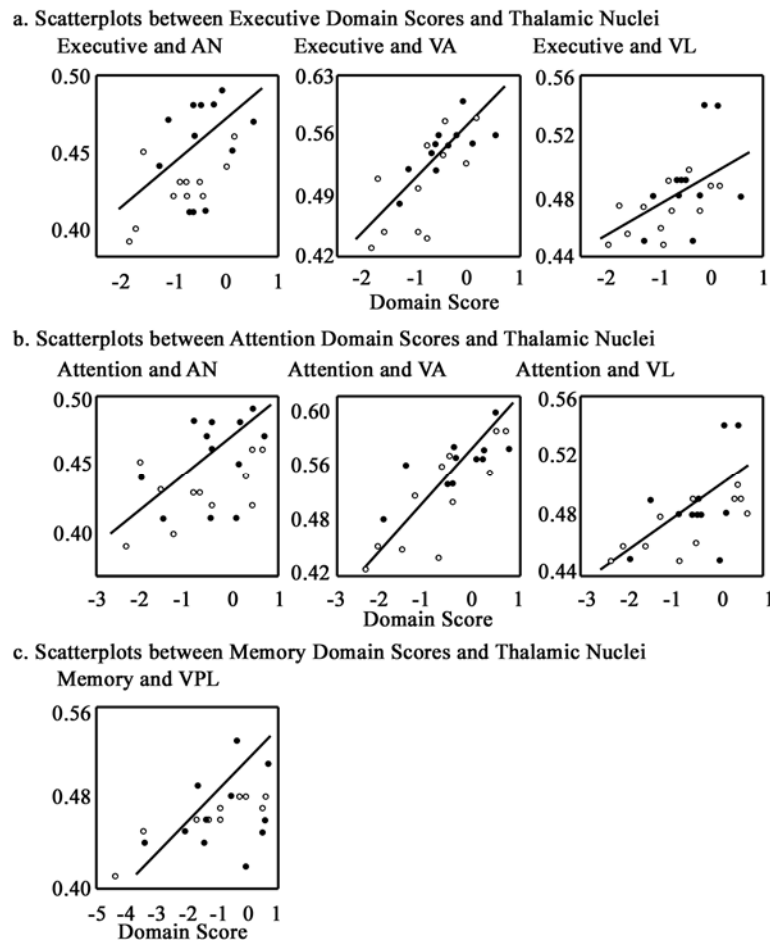 a. Scatterplots between Executive Domain Scores and Thalamic Nuclei
Executive and AN
Executive and VA
Executive and VL
0.50
0.45
0.40
-2 -1 0 1
0.63
0.56
0.49
0.42
-2 -1 0 1
0.56
0.52
0.48
0.44
-2 -1 0 1
Domain Score
b. Scatterplots between Attention Domain Scores and Thalamic Nuclei
Attention and AN
Attention and VA
Attention and VL
0.50
0.45
0.40
-3 -2 -1 0 1
0.60
0.56
0.48
0.42
-3 -2 -1 0 1
0.56
0.52
0.48
0.44
-3 -2 -1 0 1
Domain Score
c. Scatterplots between Memory Domain Scores and Thalamic Nuclei
Memory and VPL
0.56
0.48
0.40
-5 -4 -3 -2 -1 0 1
Domain Score